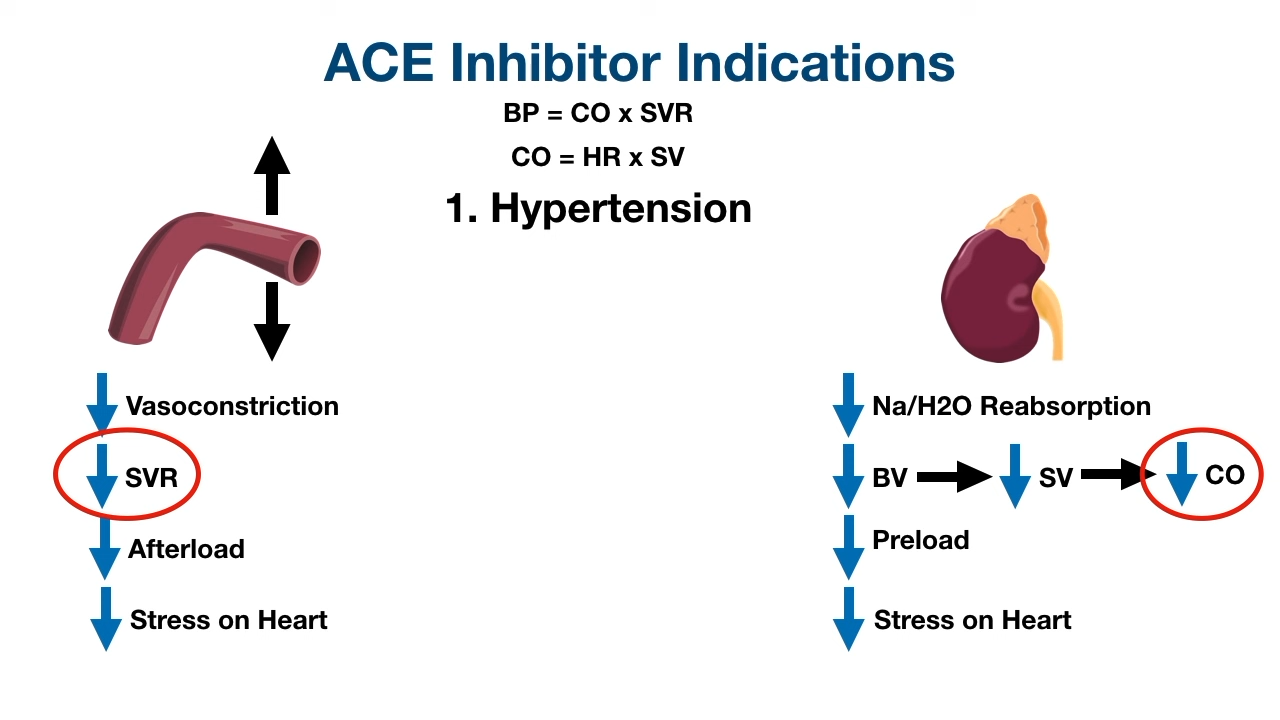 ACE Inhibitor Indications
BP = CO x SVR
CO = HR x SV
1. Hypertension
Vasoconstriction
SVR
Afterload
Stress on Heart
Na/H2O Reabsorption
BV SV CO
Preload
Stress on Heart